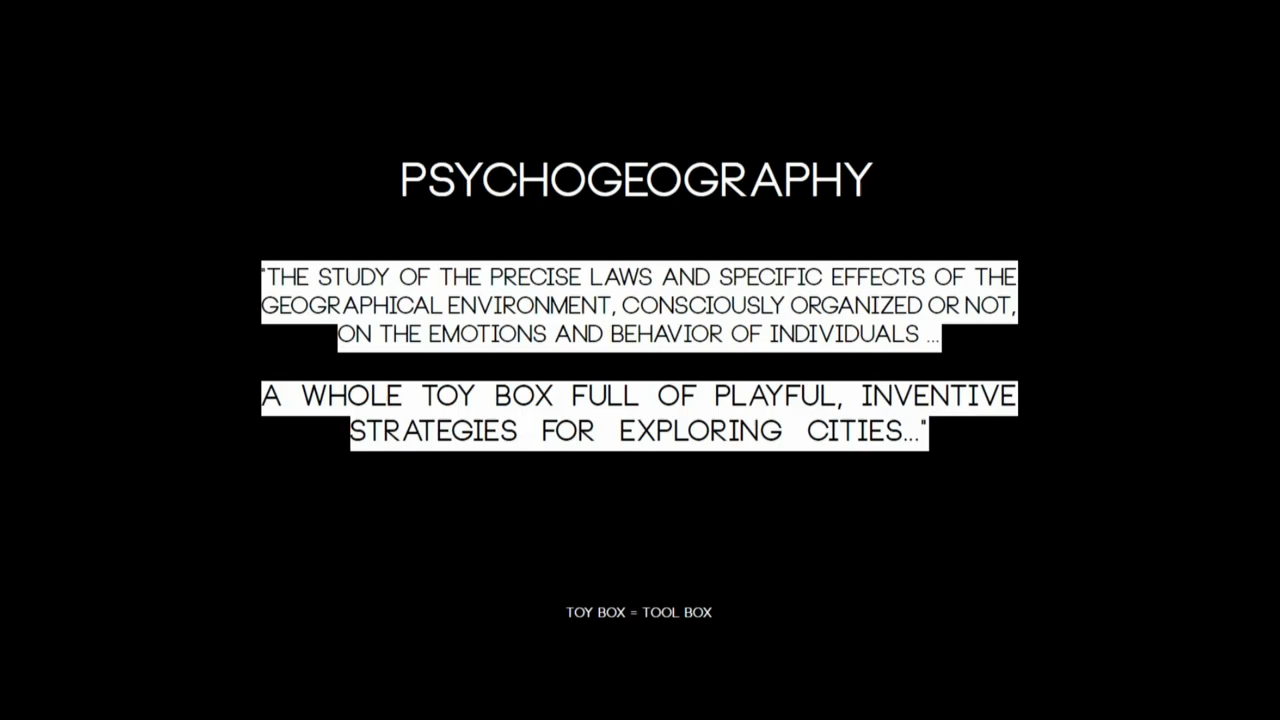 PSYCHOGEOGRAPHY
"THE STUDY OF THE PRECISE LAWS AND SPECIFIC EFFECTS OF THE
GEOGRAPHICAL ENVIRONMENT, CONSCIOUSLY ORGANIZED OR NOT,
ON THE EMOTIONS AND BEHAVIOR OF INDIVIDUALS ...
A WHOLE TOY BOX FULL OF PLAYFUL, INVENTIVE
STRATEGIES FOR EXPLORING CITIES..."
TOY BOX = TOOL BOX